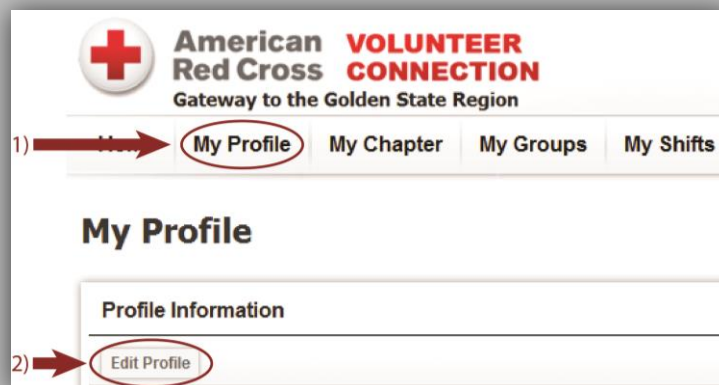 American VOLUNTEER
Red Cross CONNECTION
Gateway to the Golden State Region
1)
My Profile My Chapter My Groups My Shifts
My Profile
Profile Information
2)
Edit Profile